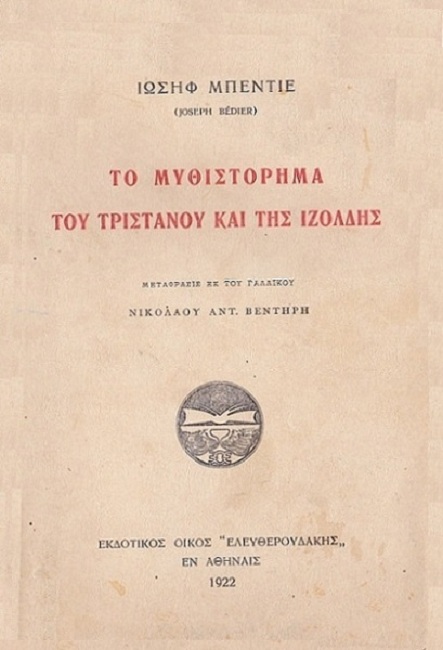 ΙΩΣΗΦ ΜΠΕΝΤΙΕ
(JOSEPH BÉDIER)
ΤΟ ΜΥΘΙΣΤΟΡΗΜΑ
ΤΟΥ ΤΡΙΣΤΑΝΟΥ ΚΑΙ ΤΗΣ ΙΖΟΛΔΗΣ
ΜΕΤΑΦΡΑΣΙΣ ΕΚ ΤΟΥ ΓΑΛΛΙΚΟΥ
ΝΙΚΟΛΑΟΥ ΑΝΤ. ΒΕΝΤΗΡΗ
ΕΚΔΟΤΙΚΟΣ ΟΙΚΟΣ "ΕΛΕΥΘΕΡΟΥΔΑΚΗΣ„
ΕΝ ΑΘΗΝΑΙΣ
1922